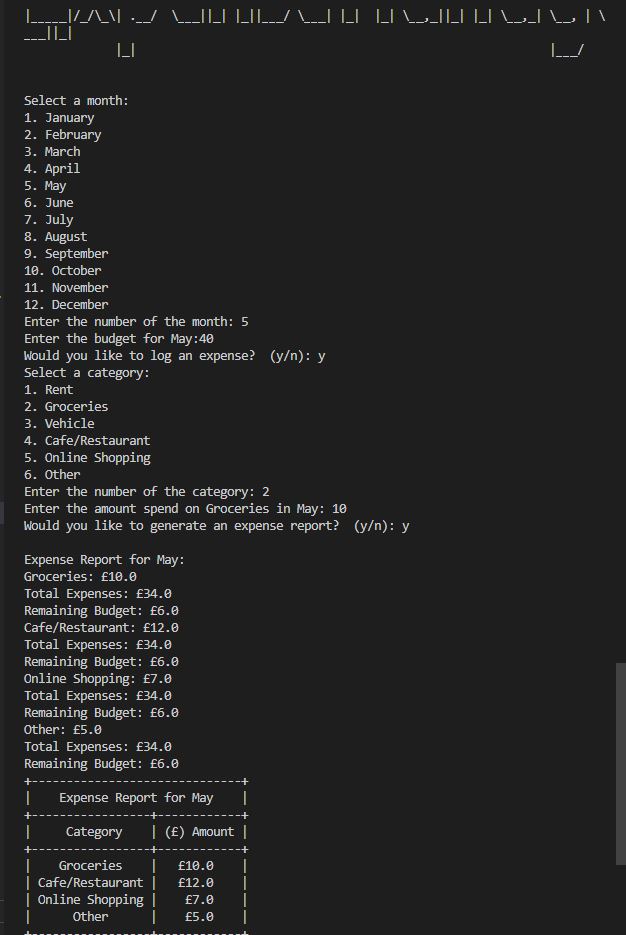 |_____|/_/\_\| .__/  \___||_| |_||___/ \___| |_|  |_| \__,_||_| |_| \__,_| \__, | \
___||_|
             |_|                                                           |___/
Select a month:
1. January
2. February
3. March
4. April
5. May
6. June
7. July
8. August
9. September
10. October
11. November
12. December
Enter the number of the month: 5
Enter the budget for May:40
Would you like to log an expense?  (y/n): y
Select a category:
1. Rent
2. Groceries
3. Vehicle
4. Cafe/Restaurant
5. Online Shopping
6. Other
Enter the number of the category: 2
Enter the amount spend on Groceries in May: 10
Would you like to generate an expense report?  (y/n): y
Expense Report for May:
Groceries: £10.0
Total Expenses: £34.0
Remaining Budget: £6.0
Cafe/Restaurant: £12.0
Total Expenses: £34.0
Remaining Budget: £6.0
Online Shopping: £7.0
Total Expenses: £34.0
Remaining Budget: £6.0
Other: £5.0
Total Expenses: £34.0
Remaining Budget: £6.0
+------------------------------+
|    Expense Report for May    |
+-----------------+------------+
|     Category    | (£) Amount |
+-----------------+------------+
|    Groceries    |   £10.0    |
| Cafe/Restaurant |   £12.0    |
| Online Shopping |    £7.0    |
|      Other      |    £5.0    |
+-----------------+------------+